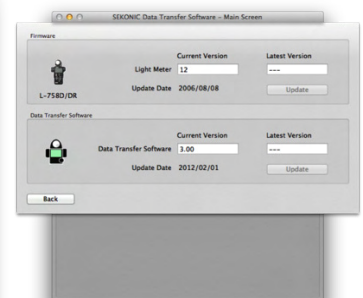 SEKONIC Data Transfer Software - Main Screen
Firmware
Current Version Latest Version
Light Meter 12 ---
L-758D/DR Update Date 2006/08/08 Update
Data Transfer Software
Current Version Latest Version
Data Transfer Software 3.00 ---
Update Date 2012/02/01 Update
Back